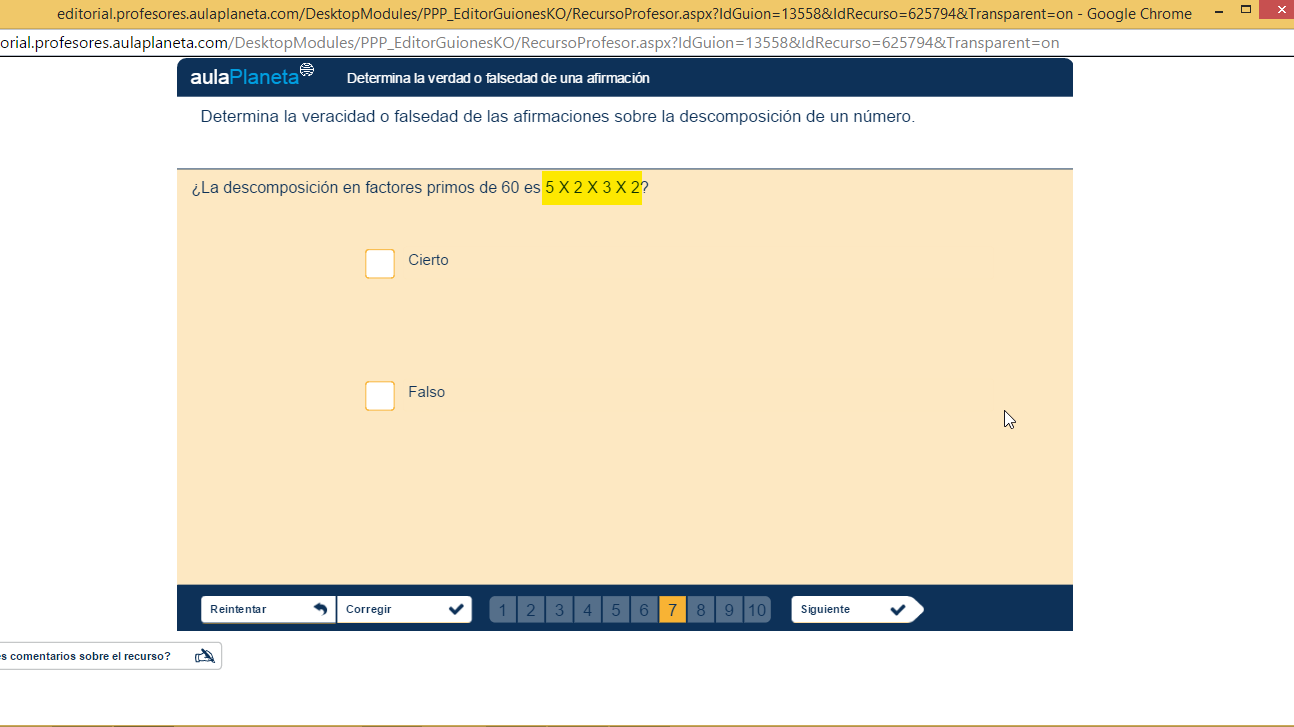 editorial.profesores.aulaplaneta.com/DesktopModules/PPP_EditorGuionesKO/RecursoProfesor.aspx?IdGuion=13558&IdRecurso=625794&Transparent=on - Google Chrome
orial.profesores.aulaplaneta.com/DesktopModules/PPP_EditorGuionesKO/RecursoProfesor.aspx?IdGuion=13558&IdRecurso=625794&Transparent=on
aulaPlaneta Determina la verdad o falsedad de una afirmación
Determina la veracidad o falsedad de las afirmaciones sobre la descomposición de un número.
¿La descomposición en factores primos de 60 es 5 X 2 X 3 X 2?
Cierto
Falso
Reintentar Corregir 1 2 3 4 5 6 7 8 9 10 Siguiente
es comentarios sobre el recurso?